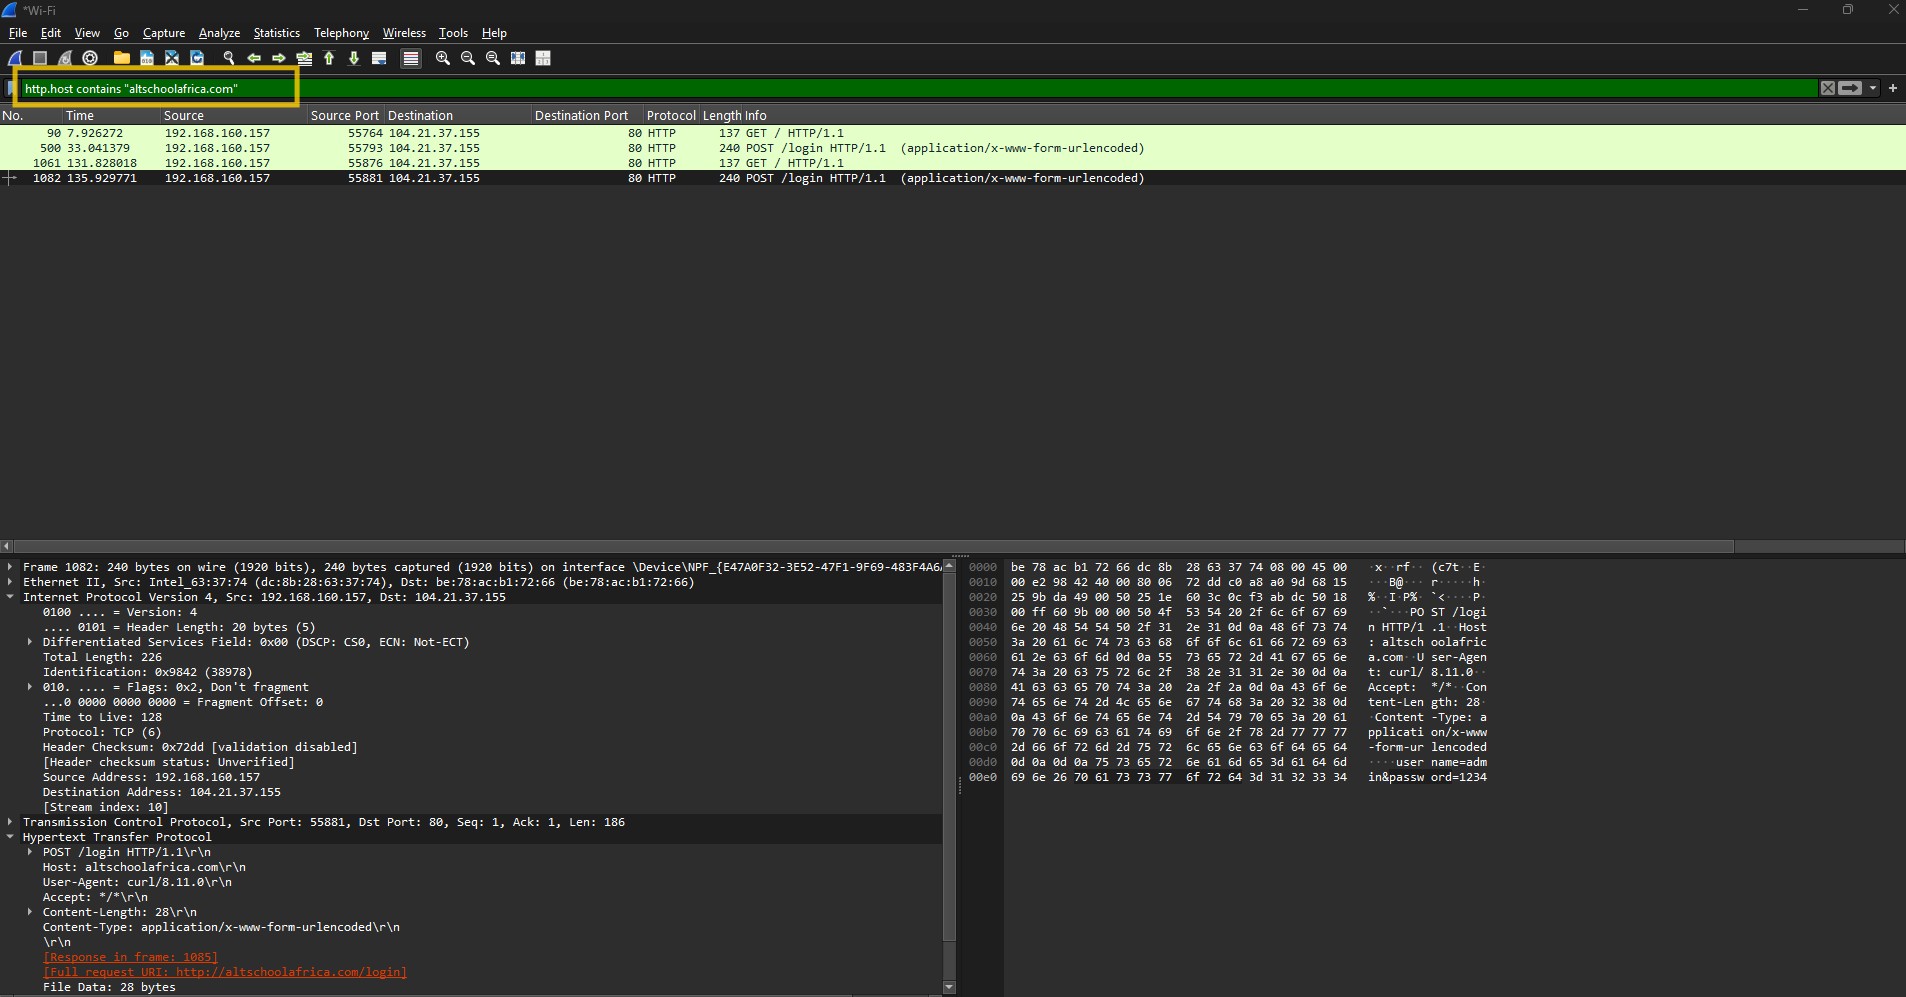 *Wi-Fi
File Edit View Go Capture Analyze Statistics Telephony Wireless Tools Help
http.host contains "altschoolafrica.com"
No. Time Source Source Port Destination Destination Port Protocol Length Info
90 7.926272 192.168.160.157 55764 104.21.37.155 80 HTTP 137 GET / HTTP/1.1
500 33.041379 192.168.160.157 55793 104.21.37.155 80 HTTP 240 POST /login HTTP/1.1 (application/x-www-form-urlencoded)
1061 131.828018 192.168.160.157 55876 104.21.37.155 80 HTTP 137 GET / HTTP/1.1
1082 135.929771 192.168.160.157 55881 104.21.37.155 80 HTTP 240 POST /login HTTP/1.1 (application/x-www-form-urlencoded)
Frame 1082: 240 bytes on wire (1920 bits), 240 bytes captured (1920 bits) on interface \Device\NPF_{E47A0F32-3E52-47F1-9F69-483F4A6
Ethernet II, Src: Intel_63:37:74 (dc:8b:28:63:37:74), Dst: be:78:ac:b1:72:66 (be:78:ac:b1:72:66)
Internet Protocol Version 4, Src: 192.168.160.157, Dst: 104.21.37.155
0100 .... = Version: 4
.... 0101 = Header Length: 20 bytes (5)
Differentiated Services Field: 0x00 (DSCP: CS0, ECN: Not-ECT)
Total Length: 226
Identification: 0x9842 (38978)
010. .... = Flags: 0x2, Don't fragment
...0 0000 0000 0000 = Fragment Offset: 0
Time to Live: 128
Protocol: TCP (6)
Header Checksum: 0x72dd [validation disabled]
[Header checksum status: Unverified]
Source Address: 192.168.160.157
Destination Address: 104.21.37.155
[Stream index: 10]
Transmission Control Protocol, Src Port: 55881, Dst Port: 80, Seq: 1, Ack: 1, Len: 186
Hypertext Transfer Protocol
POST /login HTTP/1.1\r\n
Host: altschoolafrica.com\r\n
User-Agent: curl/8.11.0\r\n
Accept: */*\r\n
Content-Length: 28\r\n
Content-Type: application/x-www-form-urlencoded\r\n
\r\n
[Response in frame: 1085]
[Full request URI: http://altschoolafrica.com/login]
File Data: 28 bytes
0000 be 78 ac b1 72 66 dc 8b 28 63 37 74 08 00 45 00 ·x··rf·· (c7t··E·
0010 00 e2 98 42 40 00 80 06 72 dd c0 a8 a0 9d 68 15 ···B@··· r·····h·
0020 25 9b da 49 00 50 25 1e 60 3c 0c f3 ab dc 50 18 %··I·P%· `<····P·
0030 00 ff 60 9b 00 00 50 4f 53 54 20 2f 6c 6f 67 69 ··`···PO ST /logi
0040 6e 20 48 54 54 50 2f 31 2e 31 0d 0a 48 6f 73 74 n HTTP/1 .1··Host
0050 3a 20 61 6c 74 73 63 68 6f 6f 6c 61 66 72 69 63 : altsch oolafric
0060 61 2e 63 6f 6d 0d 0a 55 73 65 72 2d 41 67 65 6e a.com··U ser-Agen
0070 74 3a 20 63 75 72 6c 2f 38 2e 31 31 2e 30 0d 0a t: curl/ 8.11.0··
0080 41 63 63 65 70 74 3a 20 2a 2f 2a 0d 0a 43 6f 6e Accept:  */*··Con
0090 74 65 6e 74 2d 4c 65 6e 67 74 68 3a 20 32 38 0d tent-Len gth: 28·
00a0 0a 43 6f 6e 74 65 6e 74 2d 54 79 70 65 3a 20 61 ·Content -Type: a
00b0 70 70 6c 69 63 61 74 69 6f 6e 2f 78 2d 77 77 77 pplicati on/x-www
00c0 2d 66 6f 72 6d 2d 75 72 6c 65 6e 63 6f 64 65 64 -form-ur lencoded
00d0 0d 0a 0d 0a 75 73 65 72 6e 61 6d 65 3d 61 64 6d ····user name=adm
00e0 69 6e 26 70 61 73 73 77 6f 72 64 3d 31 32 33 34 in&passw ord=1234